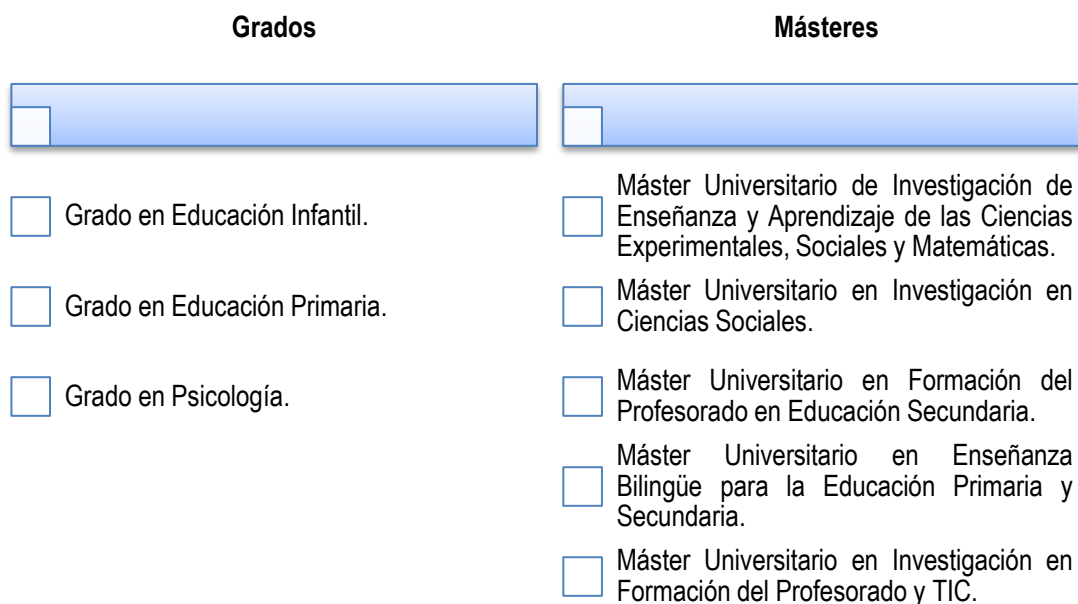 Grados
Másteres
Grado en Educación Infantil.
Grado en Educación Primaria.
Grado en Psicología.
Máster Universitario de Investigación de
Enseñanza y Aprendizaje de las Ciencias
Experimentales, Sociales y Matemáticas.
Máster Universitario en Investigación en
Ciencias Sociales.
Máster Universitario en Formación del
Profesorado en Educación Secundaria.
Máster Universitario en Enseñanza
Bilingüe para la Educación Primaria y
Secundaria.
Máster Universitario en Investigación en
Formación del Profesorado y TIC.